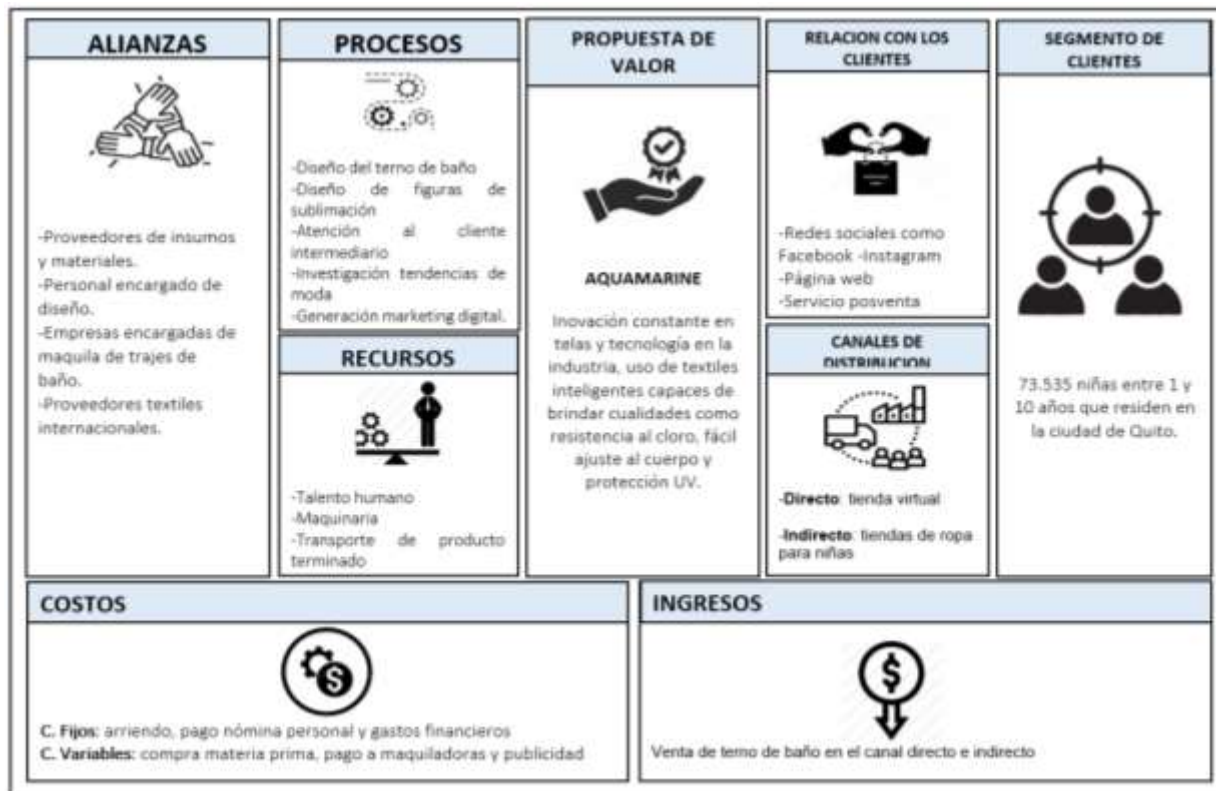 ALIANZAS
-Proveedores de insumos
y materiales.
-Personal encargado de
diseño.
-Empresas encargadas de
maquila de trajes de
baño.
-Proveedores textiles
internacionales.
PROCESOS
-Diseño del terno de baño
-Diseño de figuras de
sublimación
-Atención al cliente
intermediario
-Investigación tendencias de
moda
-Generación marketing digital.
RECURSOS
-Talento humano
-Maquinaria
-Transporte de producto
terminado
PROPUESTA DE
VALOR
AQUAMARINE
Inovación constante en
telas y tecnología en la
industria, uso de textiles
inteligentes capaces de
brindar cualidades como
resistencia al cloro, fácil
ajuste al cuerpo y
protección UV.
RELACION CON LOS
CLIENTES
-Redes sociales como
Facebook -Instagram
-Página web
-Servicio posventa
CANALES DE
DISTRIBUCION
-Directo: tienda virtual
-Indirecto: tiendas de ropa
para niñas
SEGMENTO DE
CLIENTES
73.535 niñas entre 1 y
10 años que residen en
la ciudad de Quito.
COSTOS
C. Fijos: arriendo, pago nómina personal y gastos financieros
C. Variables: compra materia prima, pago a maquiladoras y publicidad
INGRESOS
Venta de terno de baño en el canal directo e indirecto